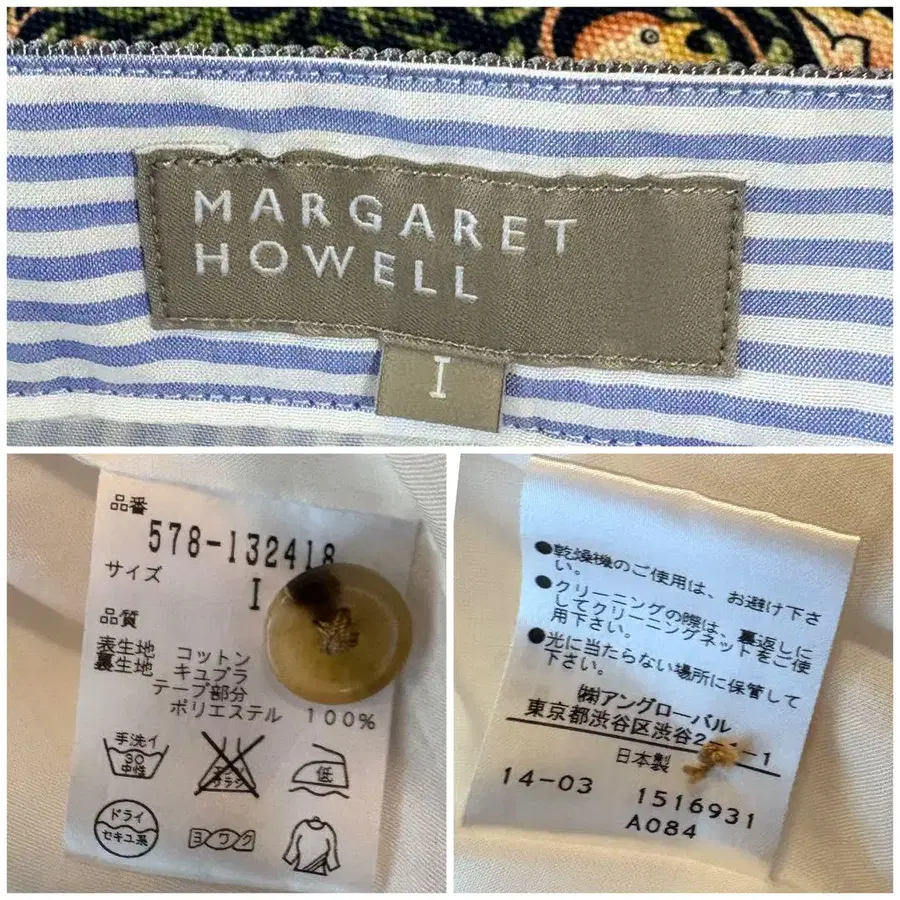 MARGARET
HOWELL
I
品番
578-132418
サイズ
I
品質
表生地 コットン
裏生地 キュプラ
テープ部分
ポリエステル 100%
手洗イ
30
中性
エンソ
サラシ
低
ドライ
セキユ系
ヨワク
●乾燥機のご使用は、お避け下さ
い。
●クリーニングの際は、裏返しに
してクリーニングネットをご使
用下さい。
●光に当たらない場所に保管して
下さい。
㈱アングローバル
東京都渋谷区渋谷
日本製
14-03
1516931
A084